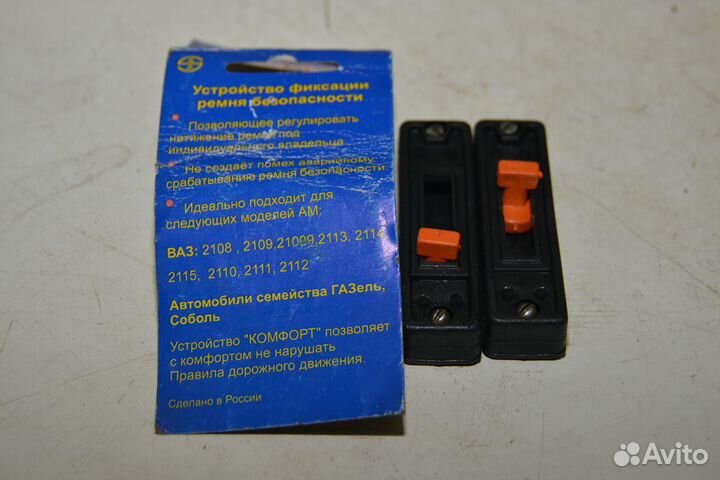 Устройство фиксации
ремня безопасности
Позволяющее регулировать
натяжение ремня под
индивидуального владельца
Не создаёт помех аварийному
срабатыванию ремня безопасности.
Идеально подходит для
следующих моделей АМ:
ВАЗ: 2108 , 2109,21099,2113, 2114
2115, 2110, 2111, 2112
Автомобили семейства ГАЗель,
Соболь
Устройство "КОМФОРТ" позволяет
с комфортом не нарушать
Правила дорожного движения.
Сделано в России
Avito